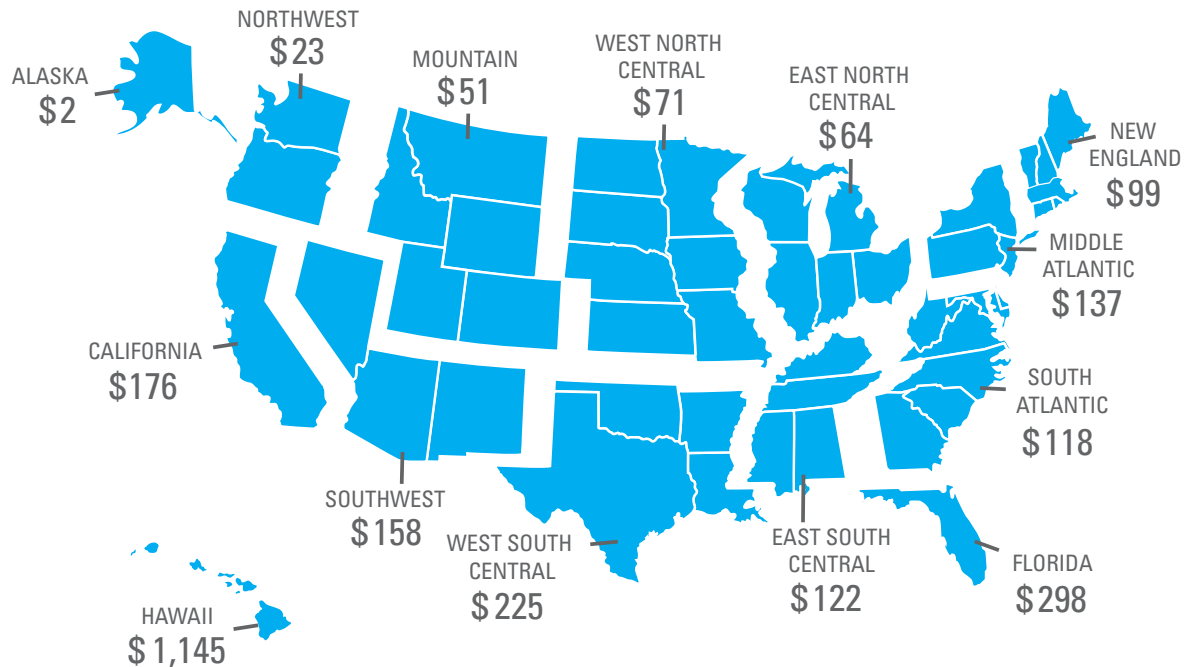 NORTHWEST
$23
ALASKA
$2
MOUNTAIN
$51
WEST NORTH
CENTRAL
$71
EAST NORTH
CENTRAL
$64
NEW
ENGLAND
$99
MIDDLE
ATLANTIC
$137
CALIFORNIA
$176
SOUTH
ATLANTIC
$118
SOUTHWEST
$158
WEST SOUTH
CENTRAL
$225
EAST SOUTH
CENTRAL
$122
FLORIDA
$298
HAWAII
$1,145